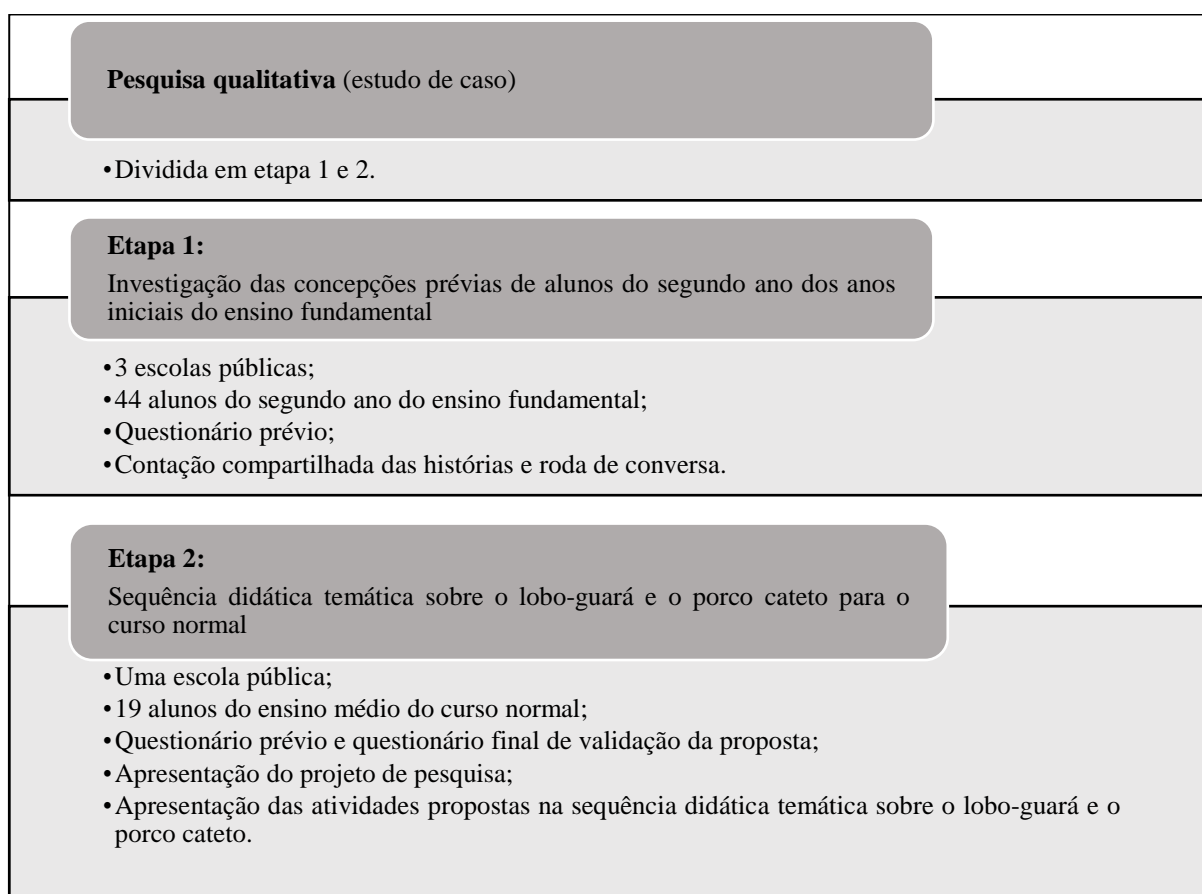 Pesquisa qualitativa (estudo de caso)
•Dividida em etapa 1 e 2.
Etapa 1:
Investigação das concepções prévias de alunos do segundo ano dos anos
iniciais do ensino fundamental
•3 escolas públicas;
•44 alunos do segundo ano do ensino fundamental;
•Questionário prévio;
•Contação compartilhada das histórias e roda de conversa.
Etapa 2:
Sequência didática temática sobre o lobo-guará e o porco cateto para o
curso normal
•Uma escola pública;
•19 alunos do ensino médio do curso normal;
•Questionário prévio e questionário final de validação da proposta;
•Apresentação do projeto de pesquisa;
•Apresentação das atividades propostas na sequência didática temática sobre o lobo-guará e o
porco cateto.